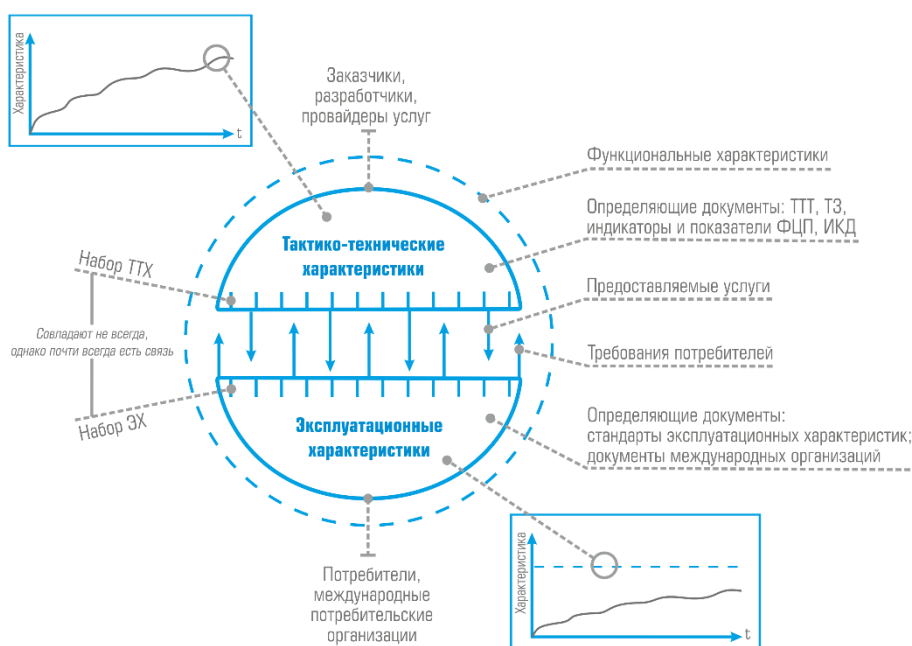 Характеристика
t
Заказчики,
разработчики,
провайдеры услуг
Функциональные характеристики
Определяющие документы: ТТТ, ТЗ,
индикаторы и показатели ФЦП, ИКД
Тактико-технические
характеристики
Набор ТТХ
Предоставляемые услуги
Совпадают не всегда,
однако почти всегда есть связь
Требования потребителей
Набор ЭХ
Эксплуатационные
характеристики
Определяющие документы:
стандарты эксплуатационных характеристик;
документы международных организаций
Потребители,
международные
потребительские
организации
Характеристика
t